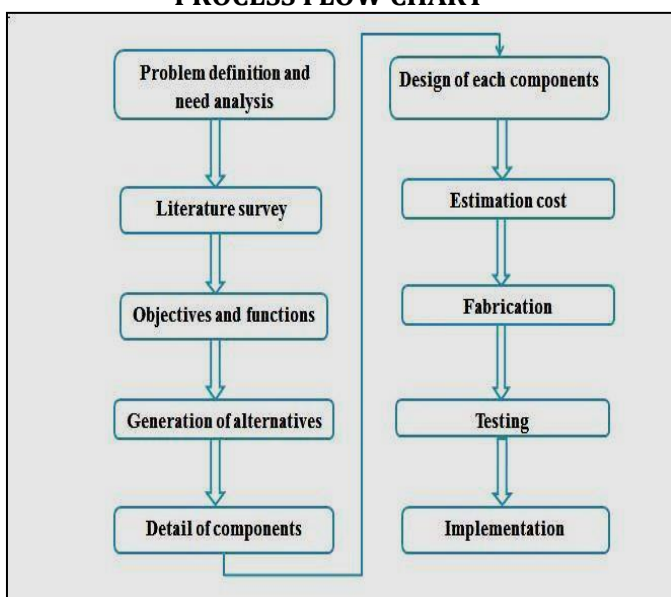 PROCESS FLOW CHART
Problem definition and
need analysis
Literature survey
Objectives and functions
Generation of alternatives
Detail of components
Design of each components
Estimation cost
Fabrication
Testing
Implementation